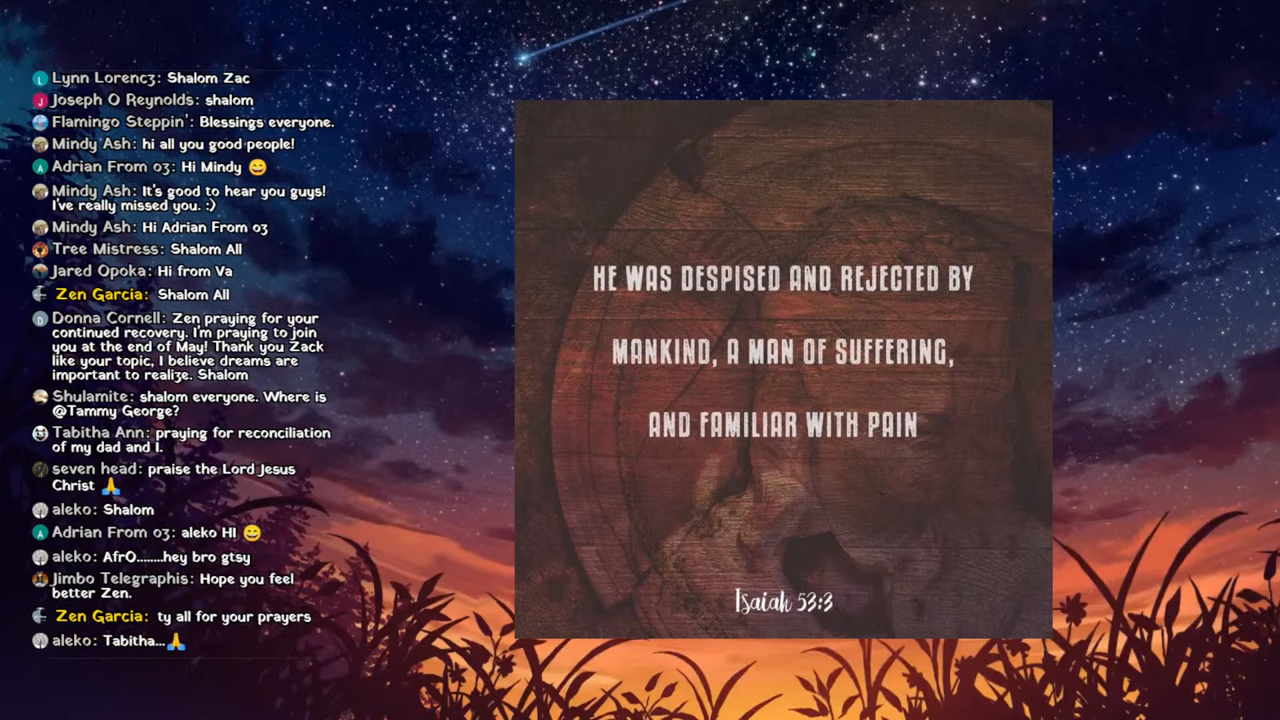 Lynn Lorencz: Shalom Zac
Joseph O Reynolds: shalom
Flamingo Steppin': Blessings everyone.
Mindy Ash: hi all you good people!
Adrian From oz: Hi Mindy 😄
Mindy Ash: It's good to hear you guys!
I've really missed you. :)
Mindy Ash: Hi Adrian From oz
Tree Mistress: Shalom All
Jared Opoka: Hi from Va
Zen Garcia: Shalom All
Donna Cornell: Zen praying for your
continued recovery. I'm praying to join
you at the end of May! Thank you Zack
like your topic, I believe dreams are
important to realize. Shalom
Shulamite: shalom everyone. Where is
@Tammy George?
Tabitha Ann: praying for reconciliation
of my dad and I.
seven head: praise the Lord Jesus
Christ 🙏
aleko: Shalom
Adrian From oz: aleko HI 😄
aleko: AfrO........hey bro gtsy
Jimbo Telegraphis: Hope you feel
better Zen.
Zen Garcia: ty all for your prayers
aleko: Tabitha...🙏
HE WAS DESPISED AND REJECTED BY
MANKIND, A MAN OF SUFFERING,
AND FAMILIAR WITH PAIN
Isaiah 53:3